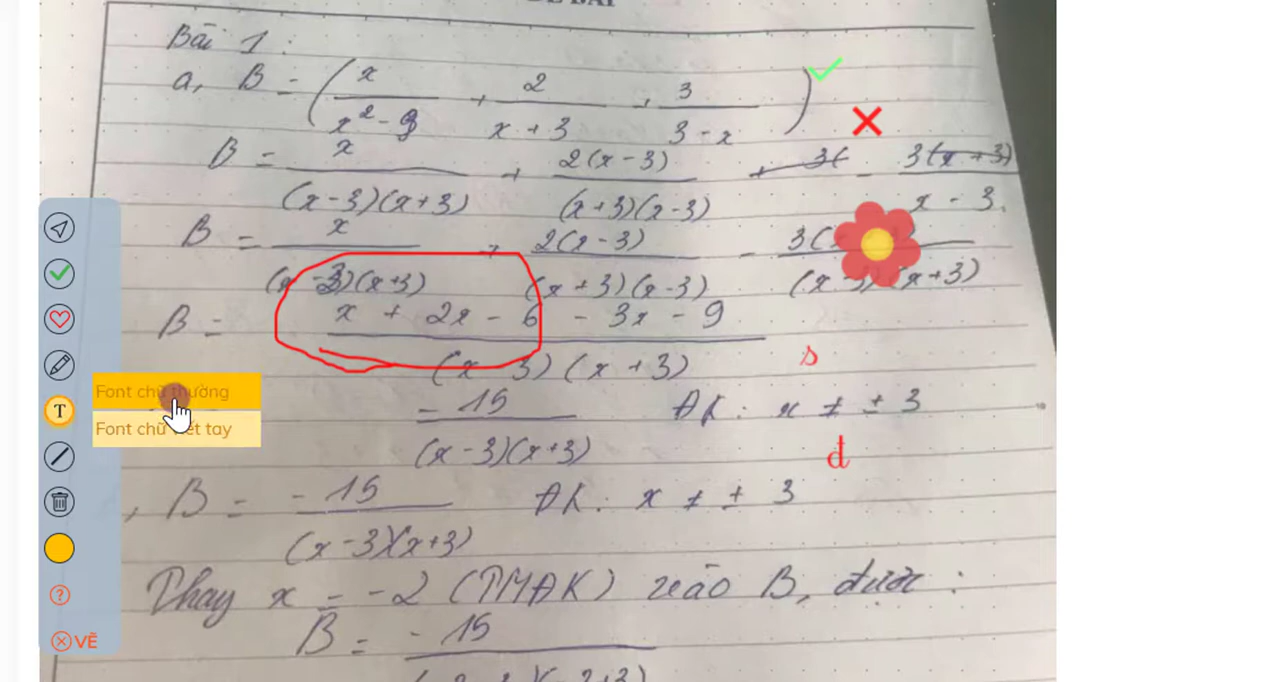 Bài 1 :
a, B = ( x / x² - 9 + 2 / x + 3 + 3 / 3 - x )
B = x / (x-3)(x+3) + 2(x-3) / (x+3)(x-3) - 3(x+3) / x - 3
B = x / (x-3)(x+3) + 2(x-3) / (x+3)(x-3) - 3( / (x-3)(x+3)
B = x + 2x - 6 - 3x - 9 / (x 3)(x+3)
s
= -15 / (x-3)(x+3) ĐK : x ≠ ± 3
d
, B = -15 / (x-3)(x+3) ĐK : x ≠ ± 3
Thay x = -2 (TMĐK) vào B, được :
B = -15
Font chữ thường
Font chữ viết tay
T
?
VẼ